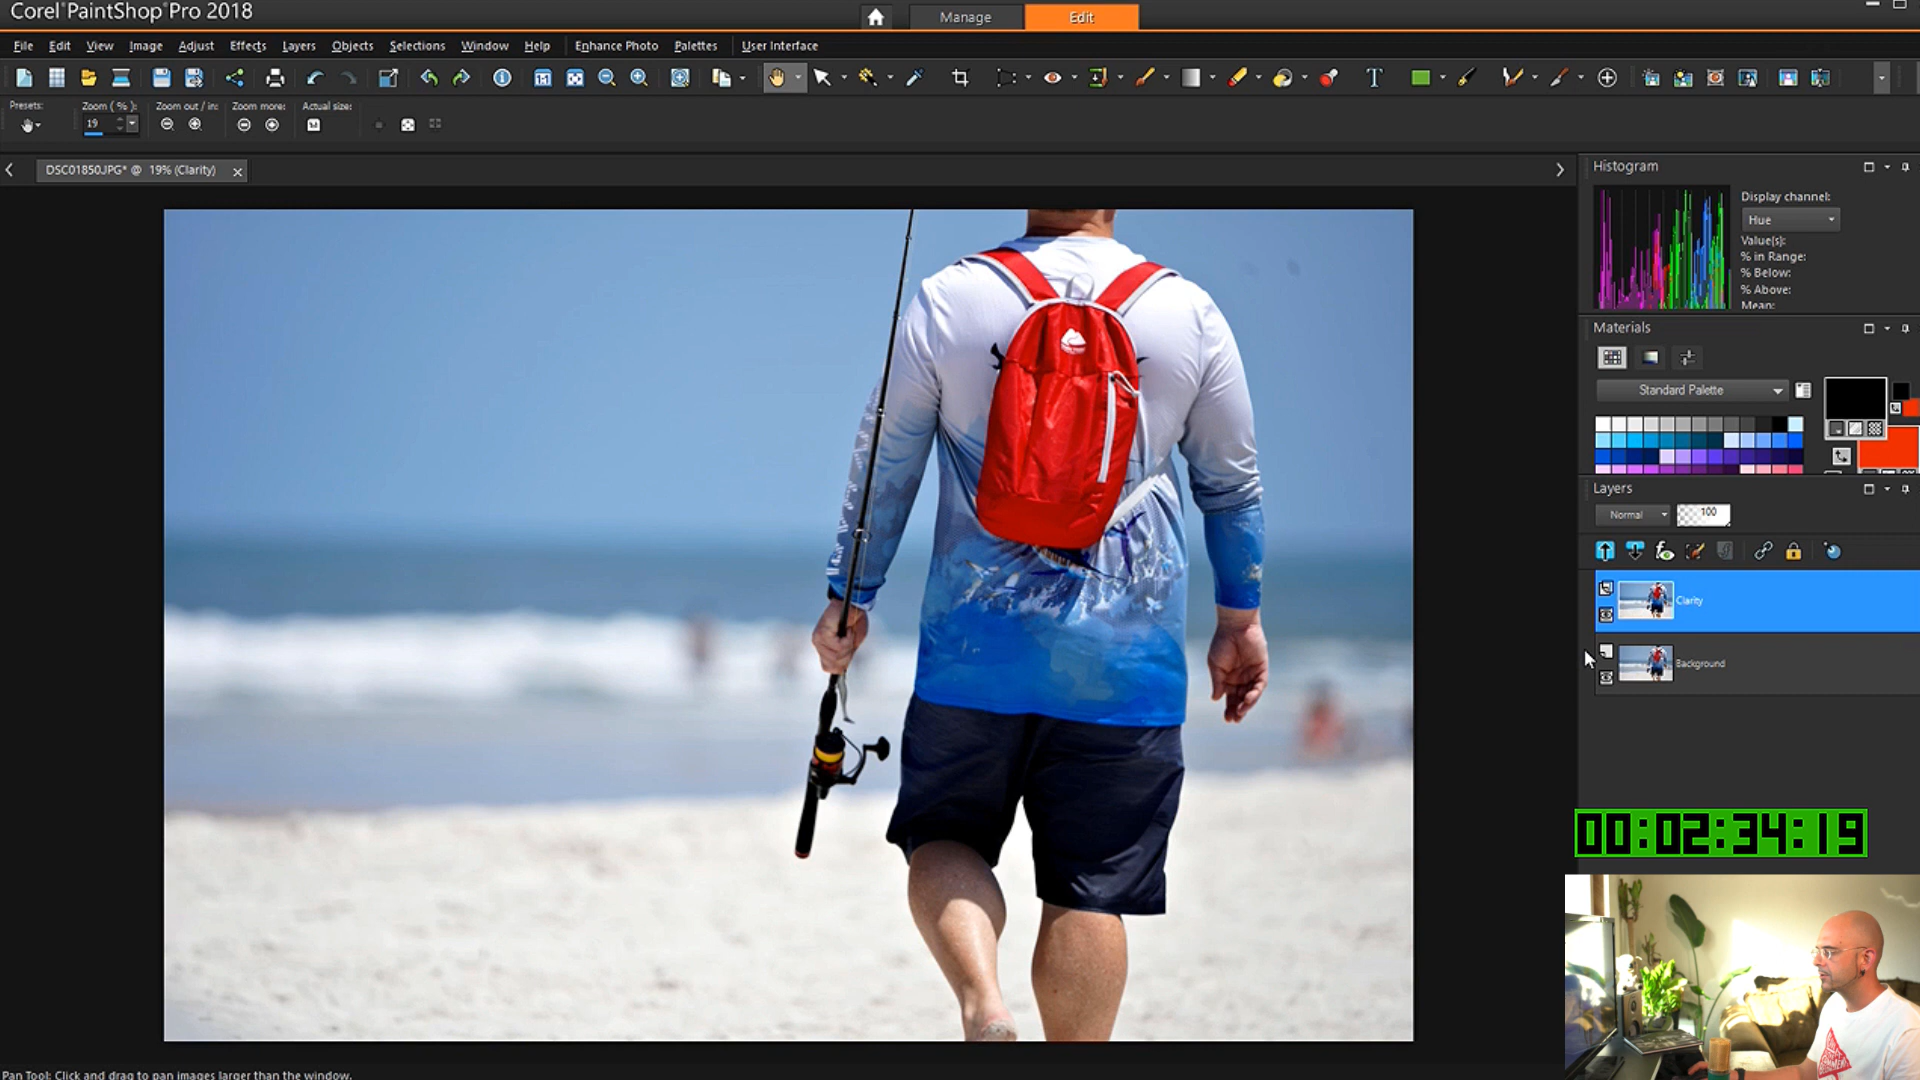 Corel PaintShop Pro 2018
Manage
Edit
File Edit View Image Adjust Effects Layers Objects Selections Window Help Enhance Photo Palettes User Interface
Presets: Zoom (%): Zoom out / in: Zoom more: Actual size:
19
DSC01850.JPG* @ 19% (Clarity)
Histogram
Display channel:
Hue
Value(s):
% in Range:
% Below:
% Above:
Mean:
Materials
Standard Palette
Layers
Normal
100
Clarity
Background
00:02:34:19
Pan Tool: Click and drag to pan images larger than the window.